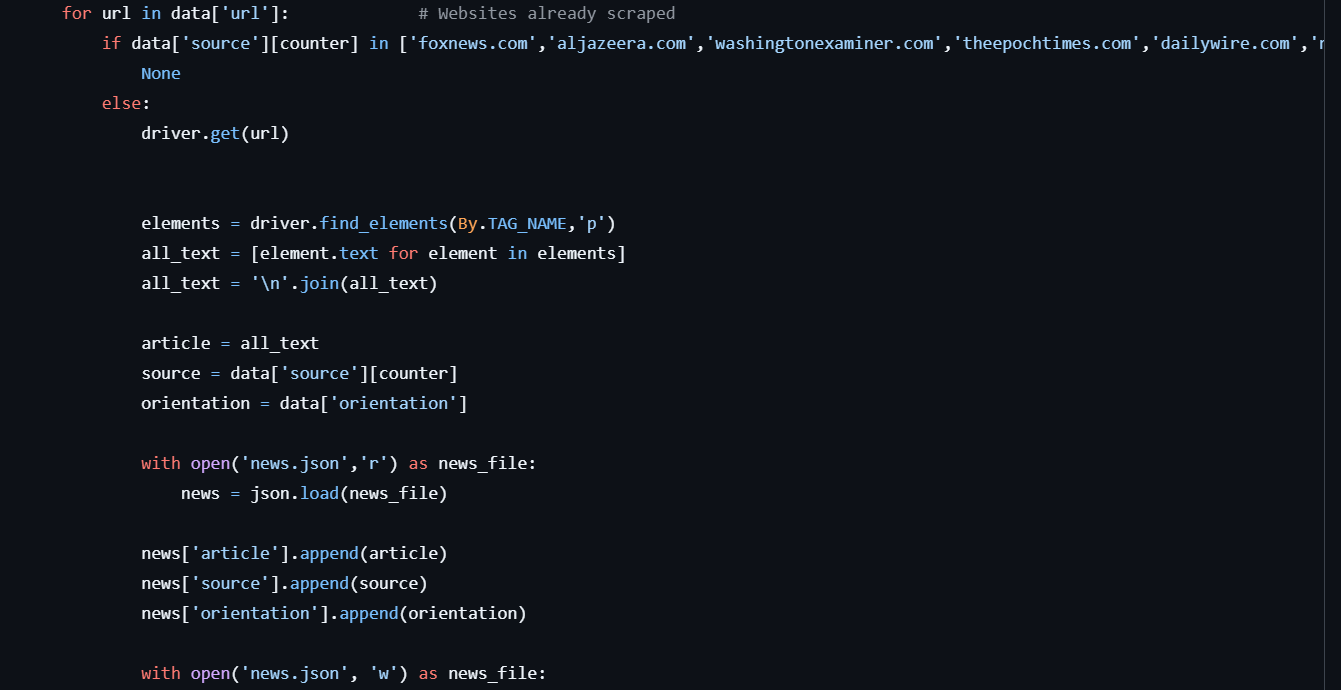 for url in data['url']:             # Websites already scraped
    if data['source'][counter] in ['foxnews.com','aljazeera.com','washingtonexaminer.com','theepochtimes.com','dailywire.com','
        None
    else:
        driver.get(url)
        elements = driver.find_elements(By.TAG_NAME,'p')
        all_text = [element.text for element in elements]
        all_text = '\n'.join(all_text)
        article = all_text
        source = data['source'][counter]
        orientation = data['orientation']
        with open('news.json','r') as news_file:
            news = json.load(news_file)
        news['article'].append(article)
        news['source'].append(source)
        news['orientation'].append(orientation)
        with open('news.json', 'w') as news_file: